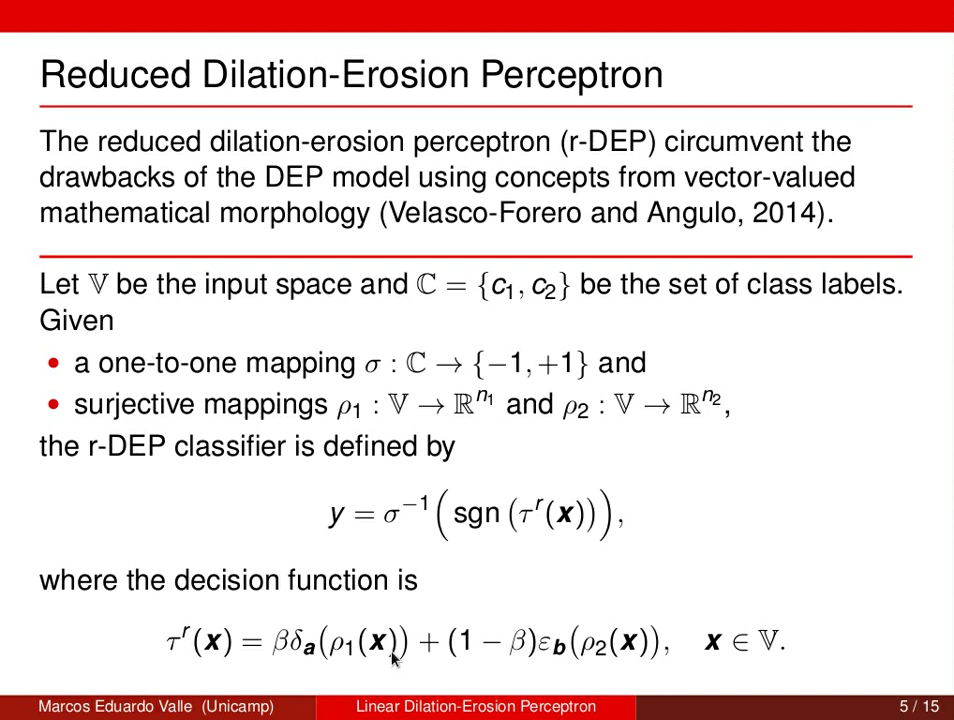 Reduced Dilation-Erosion Perceptron
The reduced dilation-erosion perceptron (r-DEP) circumvent the
drawbacks of the DEP model using concepts from vector-valued
mathematical morphology (Velasco-Forero and Angulo, 2014).
Let 𝕍 be the input space and ℂ = {c₁, c₂} be the set of class labels.
Given
• a one-to-one mapping σ : ℂ → {−1, +1} and
• surjective mappings ρ₁ : 𝕍 → ℝⁿ¹ and ρ₂ : 𝕍 → ℝⁿ²,
the r-DEP classifier is defined by
y = σ⁻¹(sgn(τʳ(x))),
where the decision function is
τʳ(x) = βδₐ(ρ₁(x)) + (1 − β)ε_b(ρ₂(x)), x ∈ 𝕍.
Marcos Eduardo Valle (Unicamp) Linear Dilation-Erosion Perceptron 5 / 15